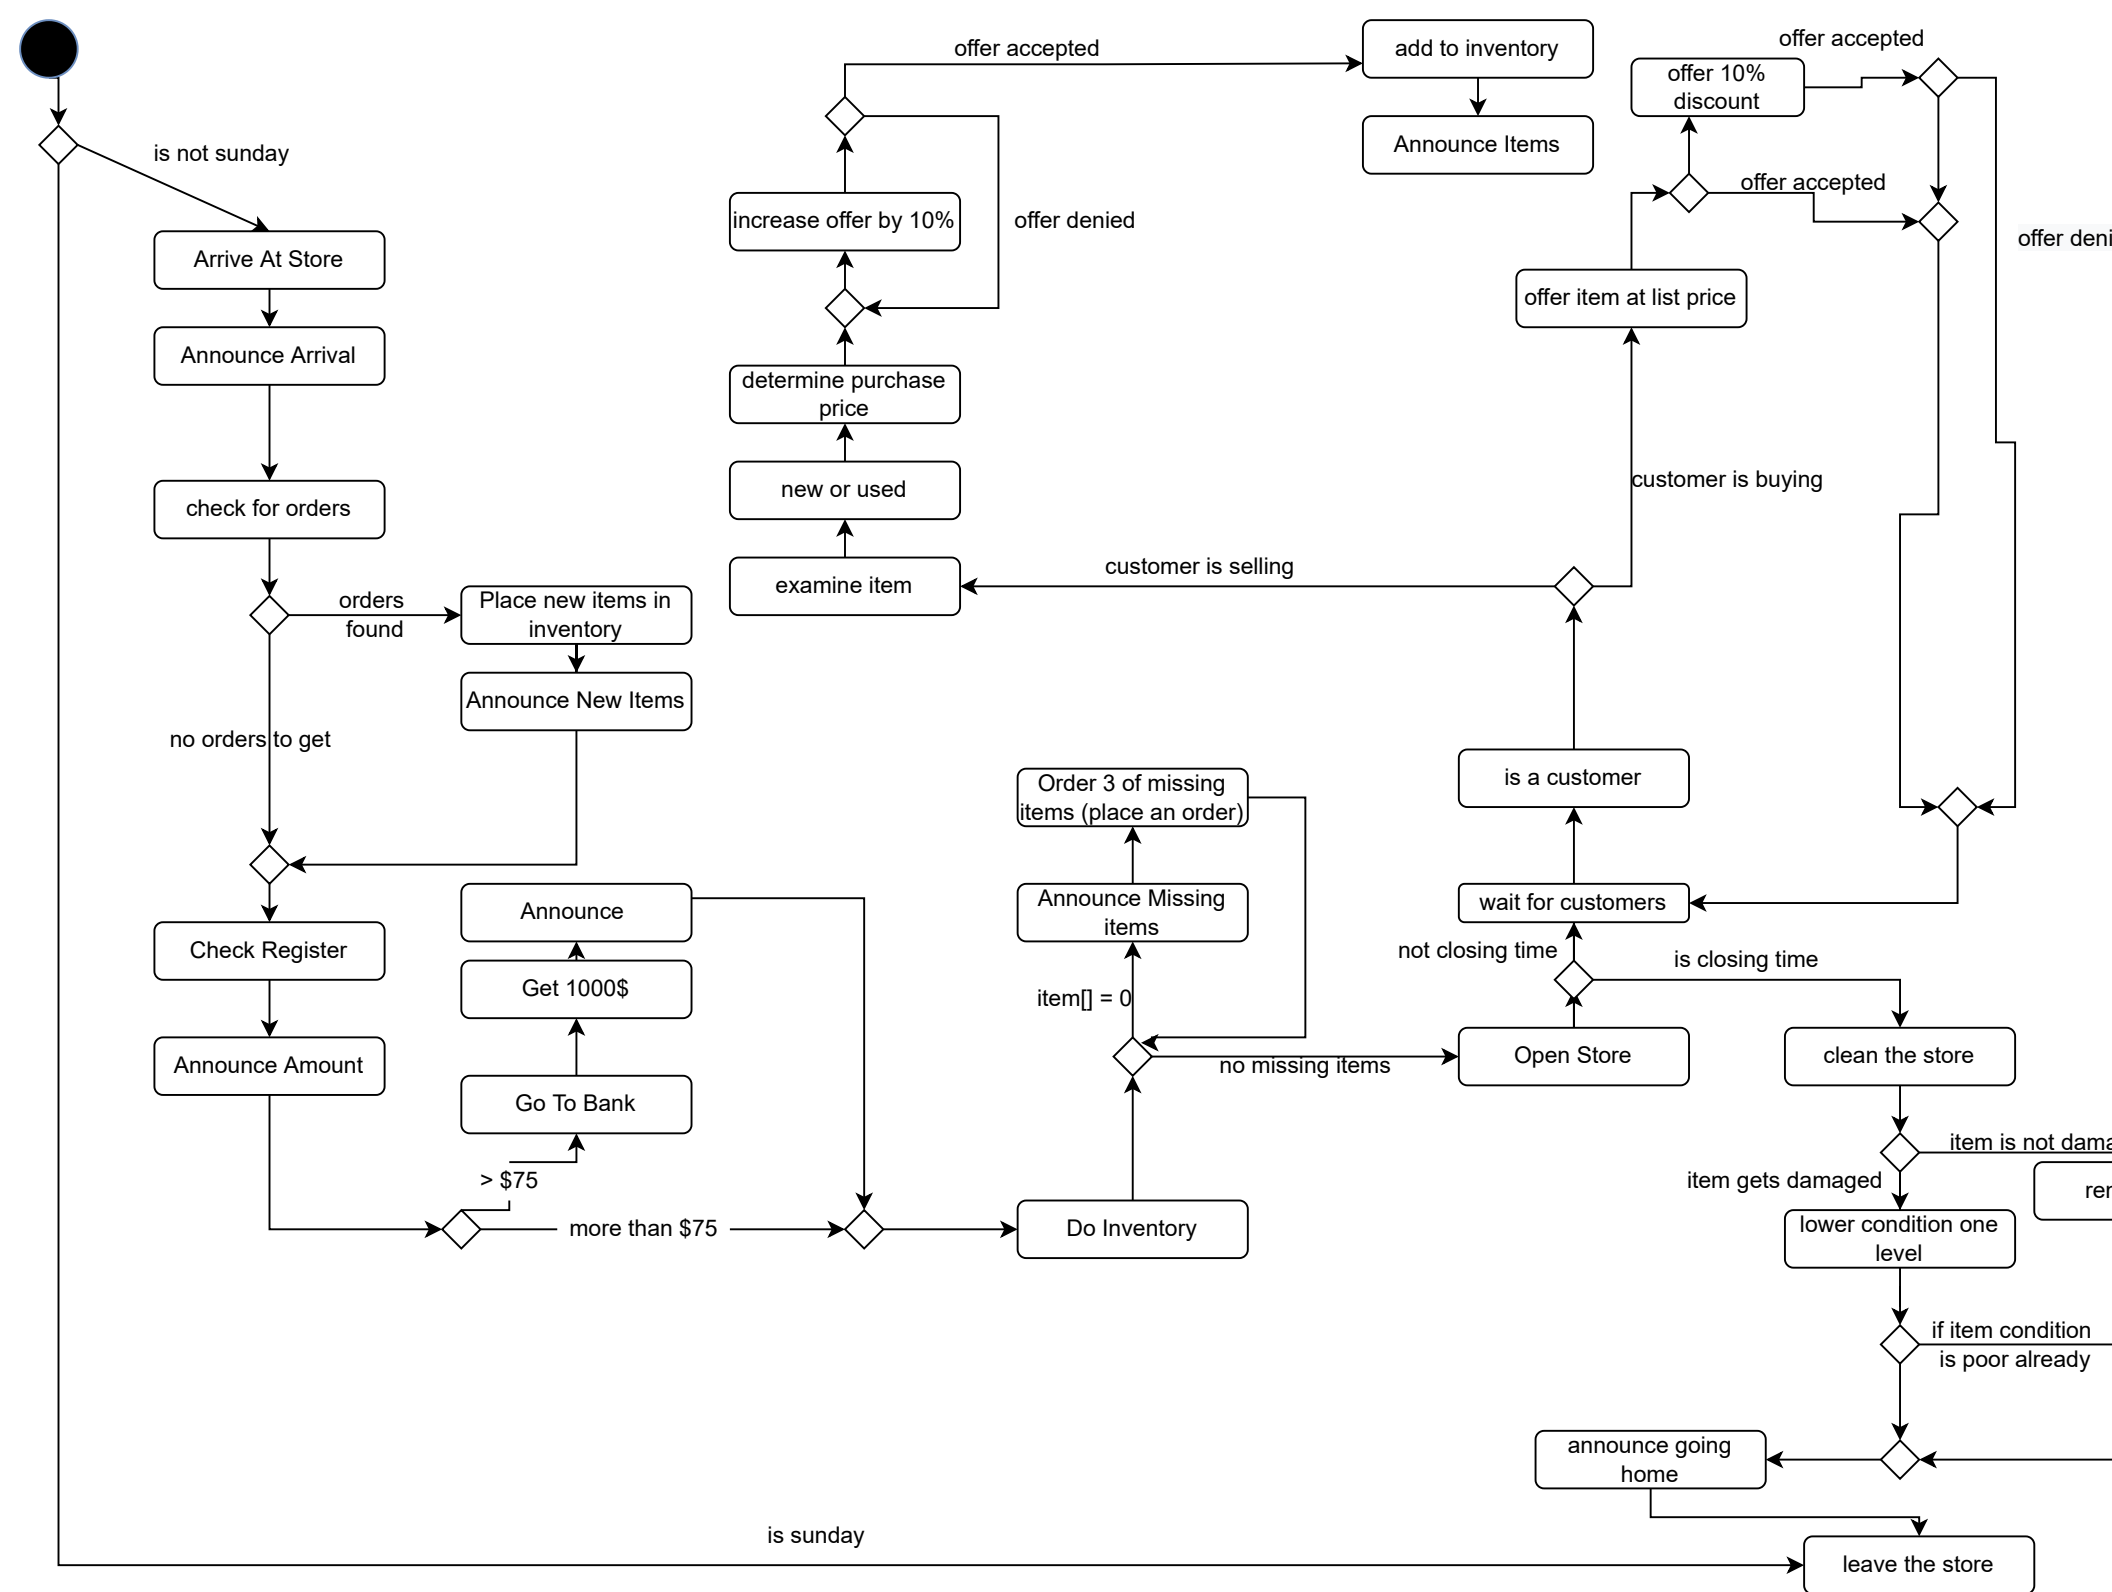 offer accepted
add to inventory
offer accepted
offer 10%
discount
Announce Items
is not sunday
offer accepted
increase offer by 10%
offer denied
offer deni
Arrive At Store
offer item at list price
Announce Arrival
determine purchase
price
customer is buying
new or used
check for orders
customer is selling
examine item
orders
found
Place new items in
inventory
Announce New Items
no orders to get
Order 3 of missing
items (place an order)
is a customer
Announce
Announce Missing
items
wait for customers
Check Register
not closing time
is closing time
Get 1000$
item[] = 0
Announce Amount
no missing items
Open Store
clean the store
Go To Bank
item is not dama
> $75
item gets damaged
rer
more than $75
Do Inventory
lower condition one
level
if item condition
is poor already
announce going
home
is sunday
leave the store